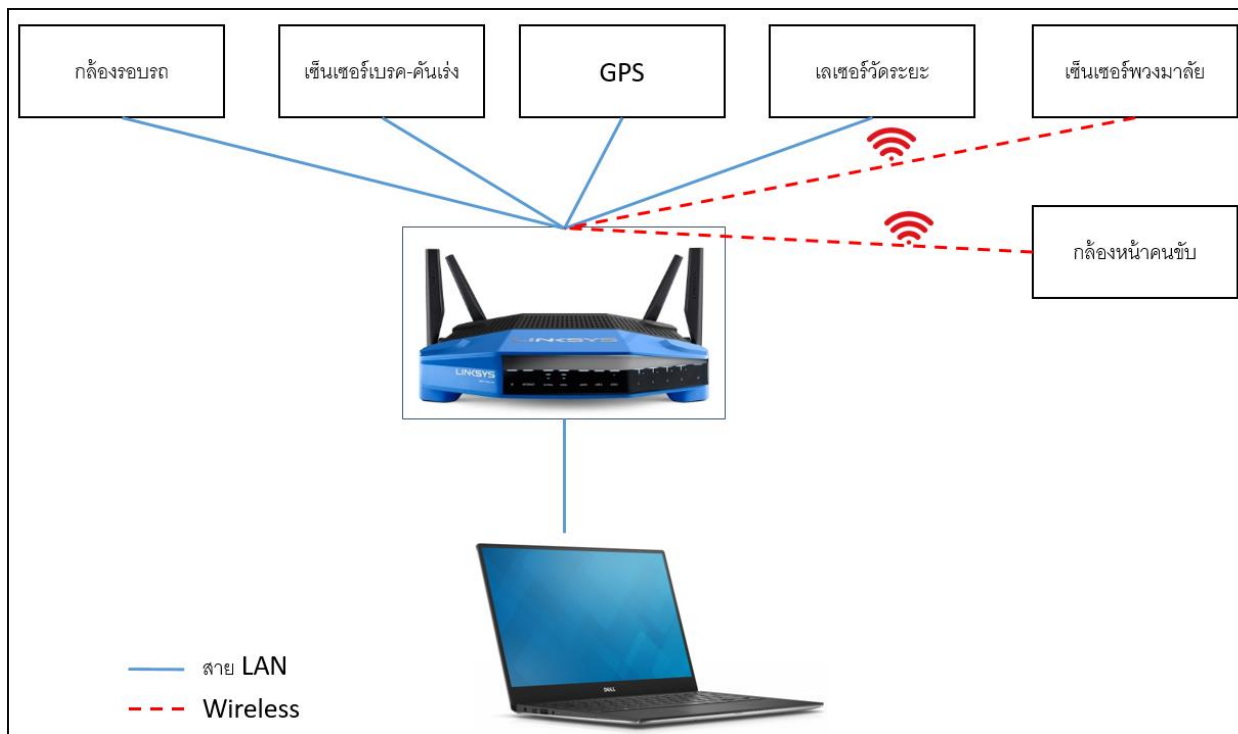 กล้องรอบรถ
เซ็นเซอร์เบรค-คันเร่ง
GPS
เลเซอร์วัดระยะ
เซ็นเซอร์พวงมาลัย
กล้องหน้าคนขับ
LINKSYS
LINKSYS
DELL
สาย LAN
Wireless